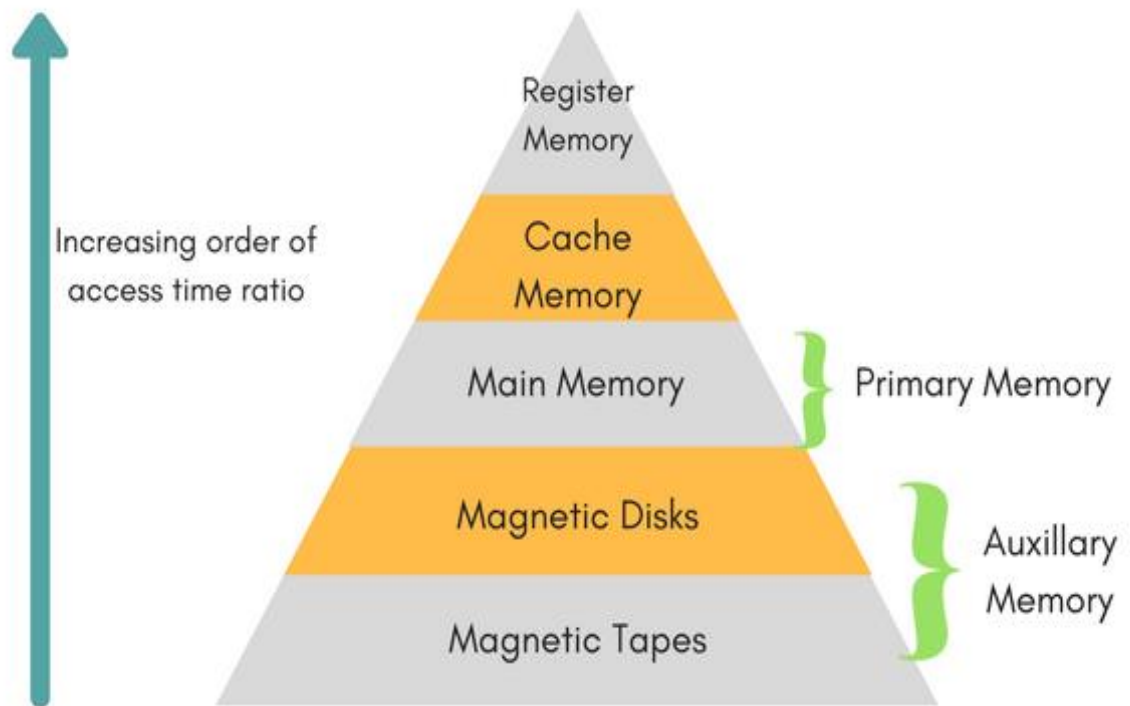 Register
Memory
Increasing order of
access time ratio
Cache
Memory
Main Memory
Primary Memory
Magnetic Disks
Auxillary
Memory
Magnetic Tapes